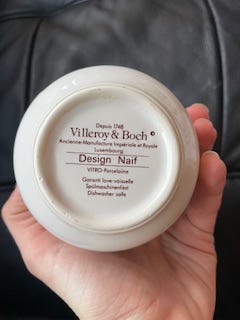 Depuis 1748
Villeroy & Boch©
Ancienne Manufacture Impériale et Royale
Luxembourg
Design Naif
VITRO-Porcelaine
Garanti lave-vaisselle
Spülmaschinenfest
Dishwasher safe